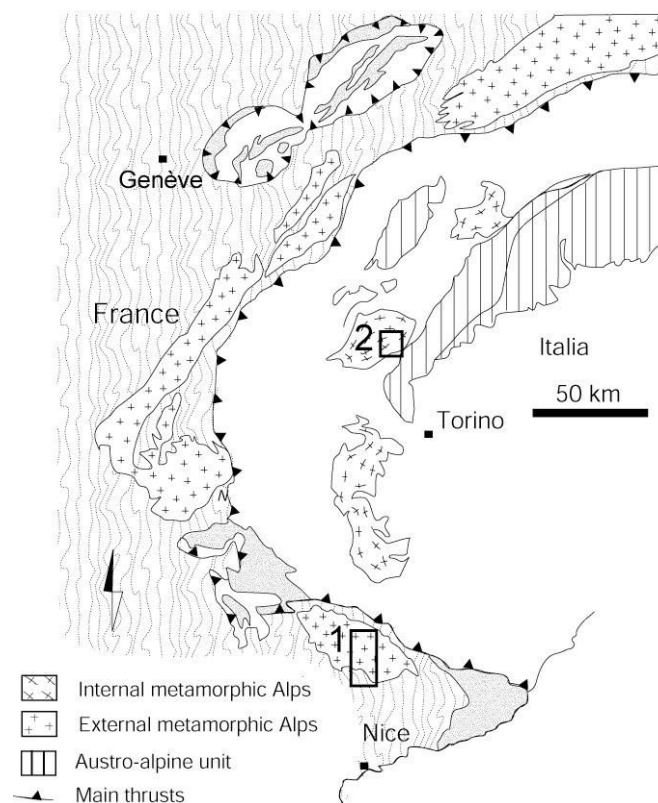 Genève
France
2
Italia
50 km
Torino
1
Internal metamorphic Alps
External metamorphic Alps
Nice
Austro-alpine unit
Main thrusts